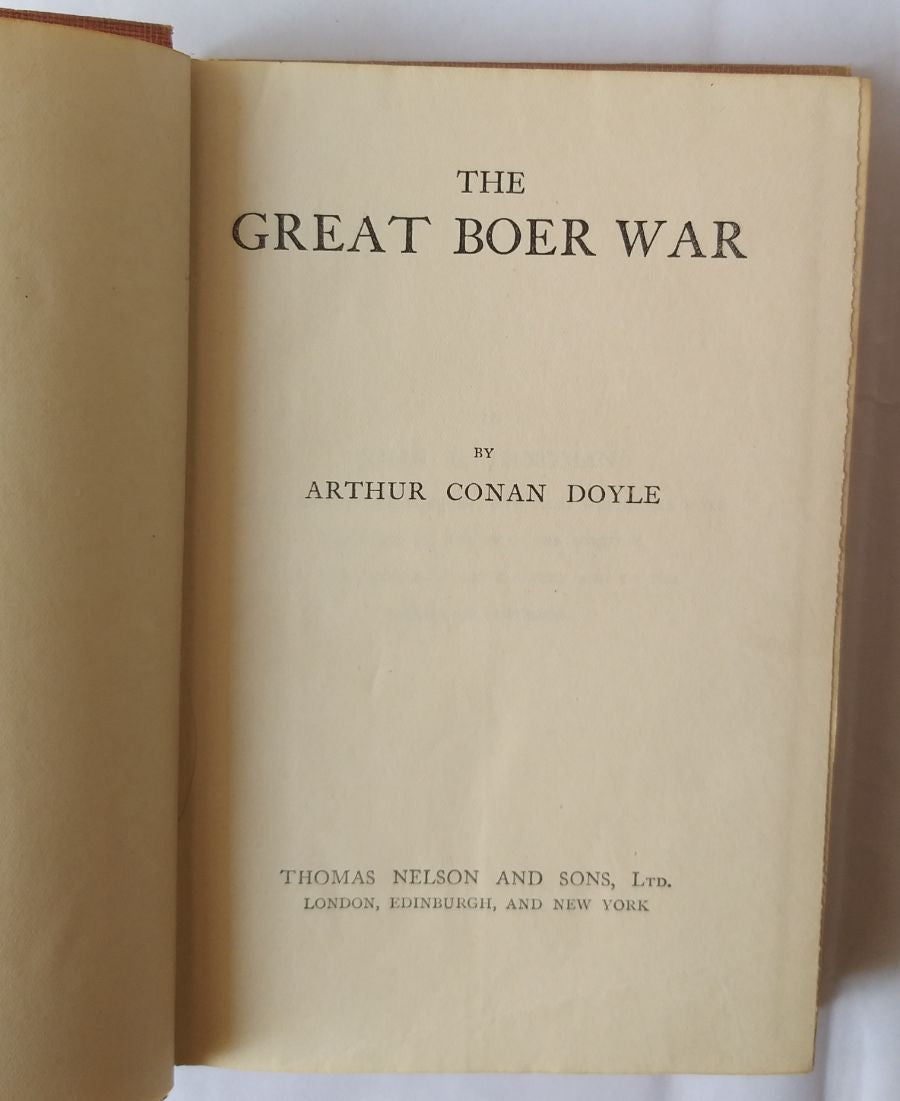 THE
GREAT BOER WAR
BY
ARTHUR CONAN DOYLE
THOMAS NELSON AND SONS, LTD.
LONDON, EDINBURGH, AND NEW YORK